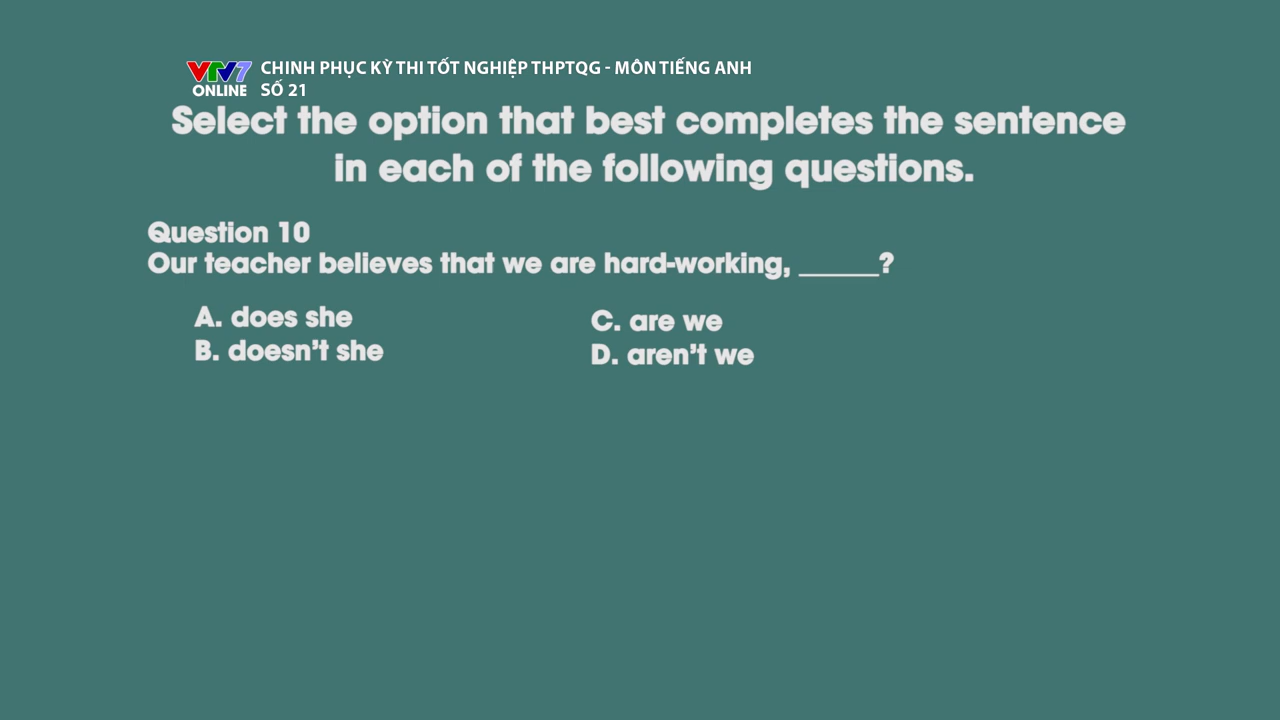 VTV7 CHINH PHỤC KỲ THI TỐT NGHIỆP THPTQG - MÔN TIẾNG ANH
ONLINE SỐ 21
Select the option that best completes the sentence
in each of the following questions.
Question 10
Our teacher believes that we are hard-working, ______?
A. does she
B. doesn't she
C. are we
D. aren't we